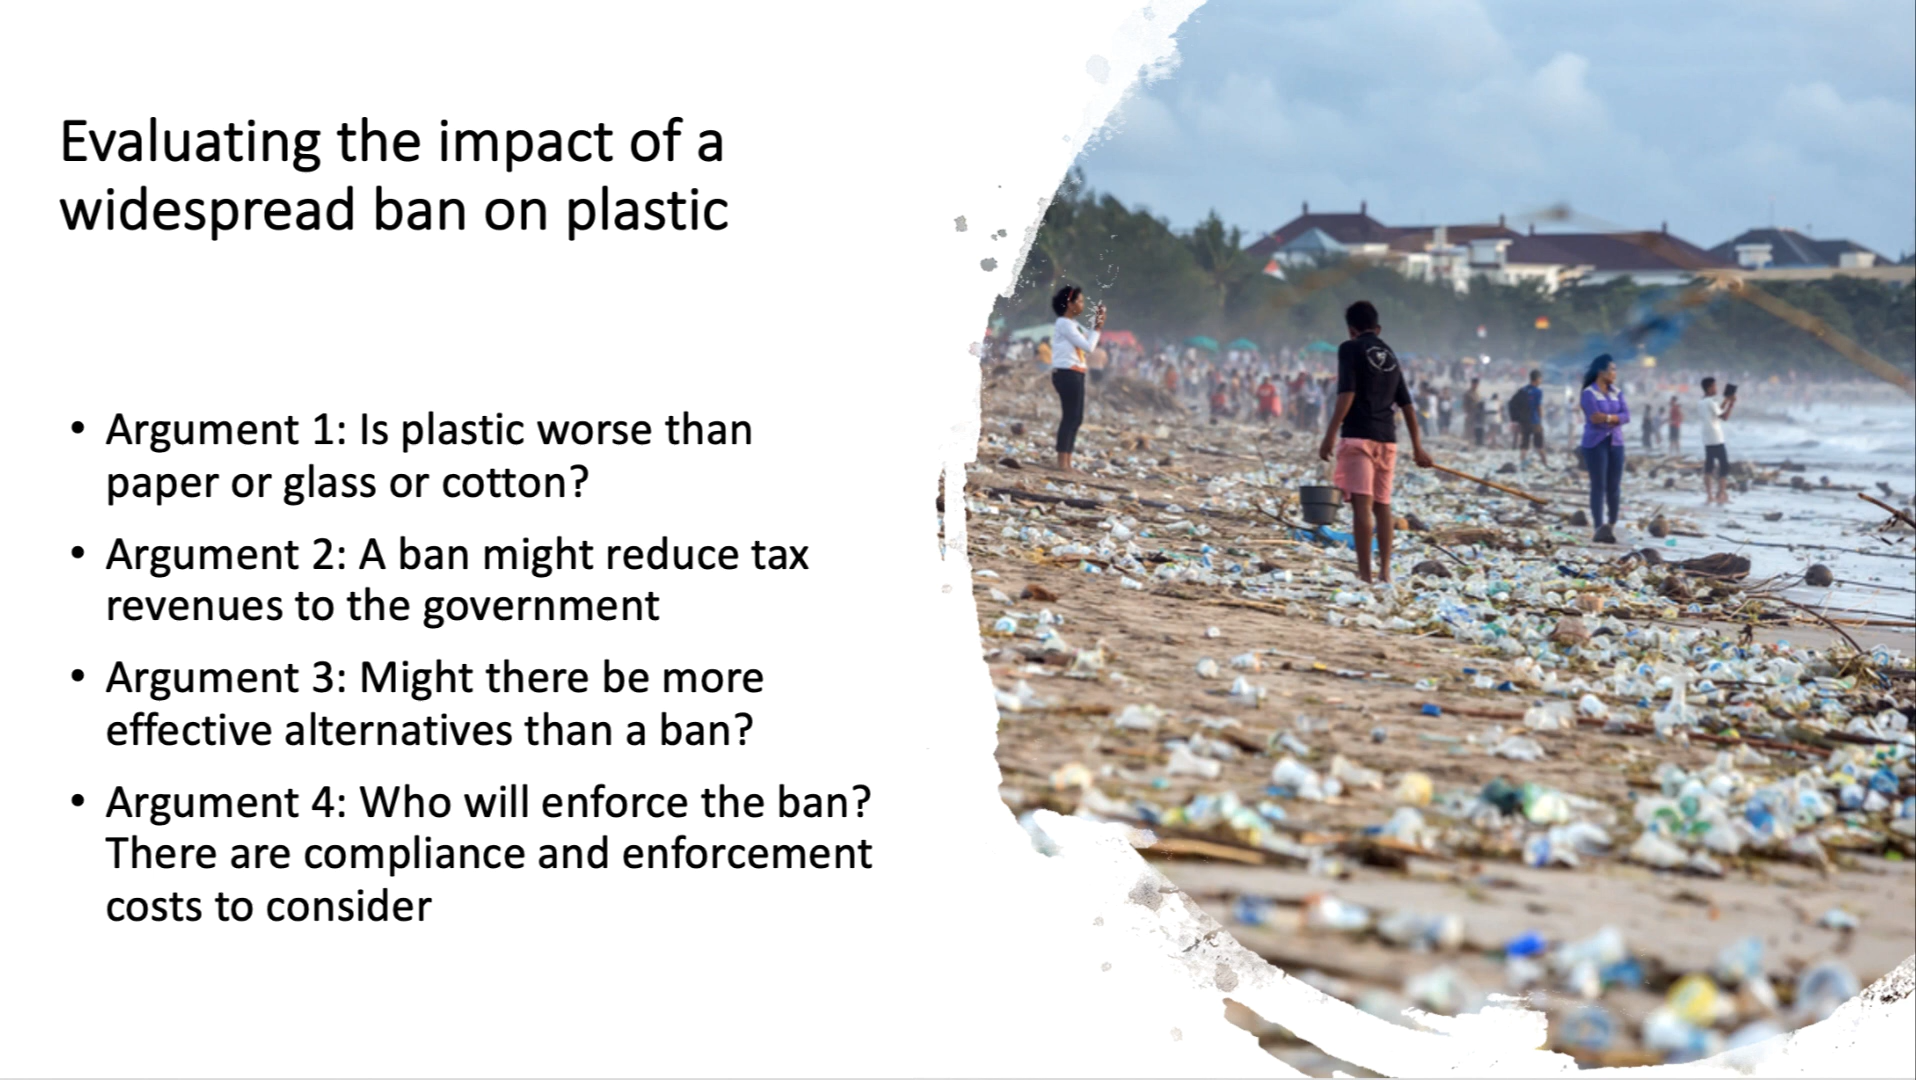 Evaluating the impact of a
widespread ban on plastic
• Argument 1: Is plastic worse than
paper or glass or cotton?
• Argument 2: A ban might reduce tax
revenues to the government
• Argument 3: Might there be more
effective alternatives than a ban?
• Argument 4: Who will enforce the ban?
There are compliance and enforcement
costs to consider